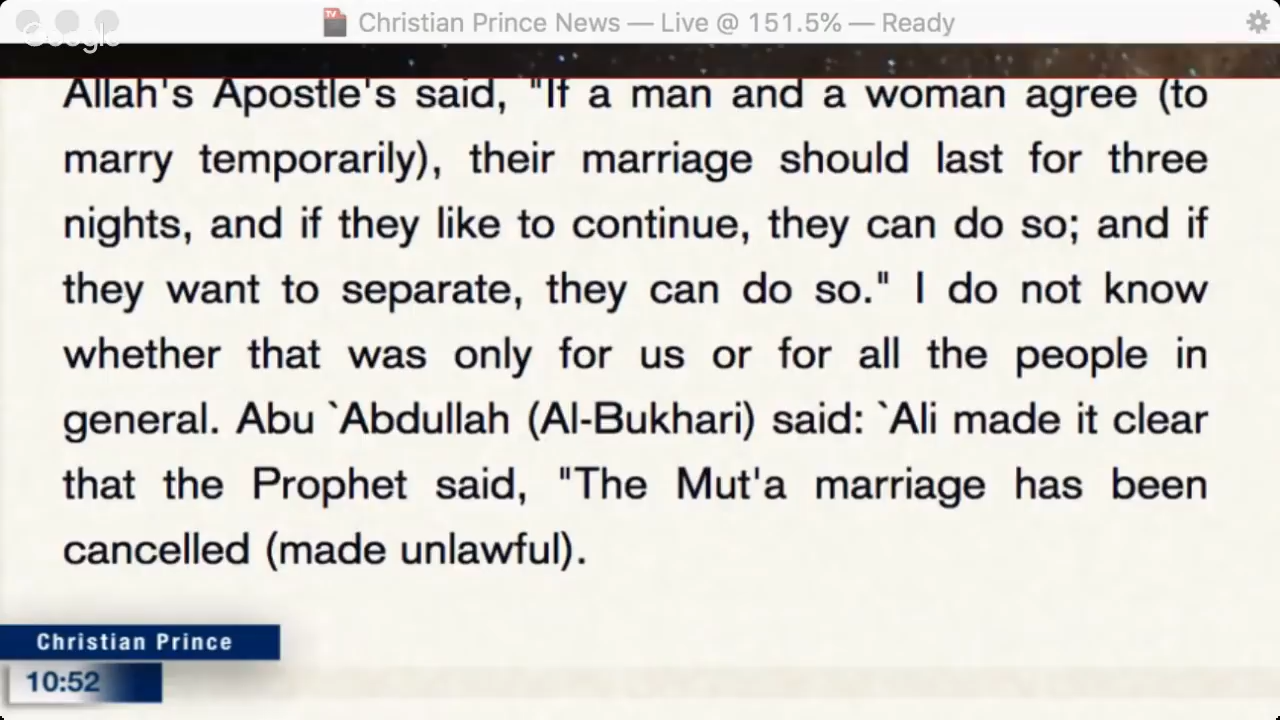 Christian Prince News — Live @ 151.5% — Ready
Google
Allah's Apostle's said, "If a man and a woman agree (to
marry temporarily), their marriage should last for three
nights, and if they like to continue, they can do so; and if
they want to separate, they can do so." I do not know
whether that was only for us or for all the people in
general. Abu `Abdullah (Al-Bukhari) said: `Ali made it clear
that the Prophet said, "The Mut'a marriage has been
cancelled (made unlawful).
Christian Prince
10:52